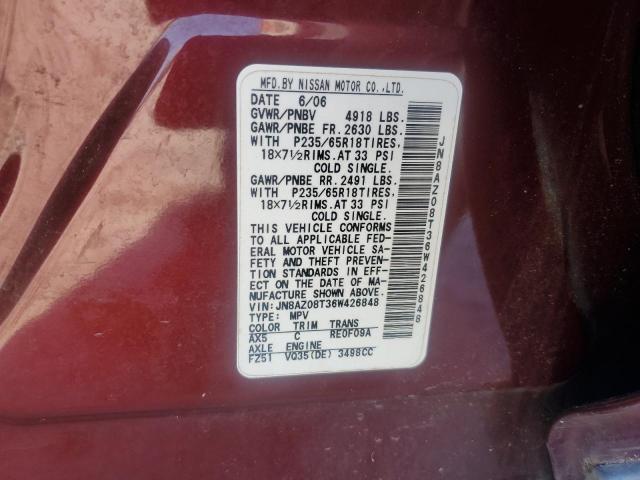 MFD.BY NISSAN MOTOR CO.,LTD.
DATE 6/06
GVWR/PNBV 4918 LBS.
GAWR/PNBE FR.2630 LBS.
WITH P235/65R18TIRES,
18X7½RIMS.AT 33 PSI
COLD SINGLE.
GAWR/PNBE RR.2491 LBS.
WITH P235/65R18TIRES,
18X7½RIMS.AT 33 PSI
COLD SINGLE.
THIS VEHICLE CONFORMS
TO ALL APPLICABLE FED-
ERAL MOTOR VEHICLE SA-
FETY AND THEFT PREVEN-
TION STANDARDS IN EFF-
ECT ON THE DATE OF MA-
NUFACTURE SHOWN ABOVE.
VIN:JN8AZ08T36W426848
TYPE: MPV
COLOR TRIM TRANS
AX5 C RE0F09A
AXLE ENGINE
FZ51 VQ35(DE) 3498CC
JN8AZ08T36W426848